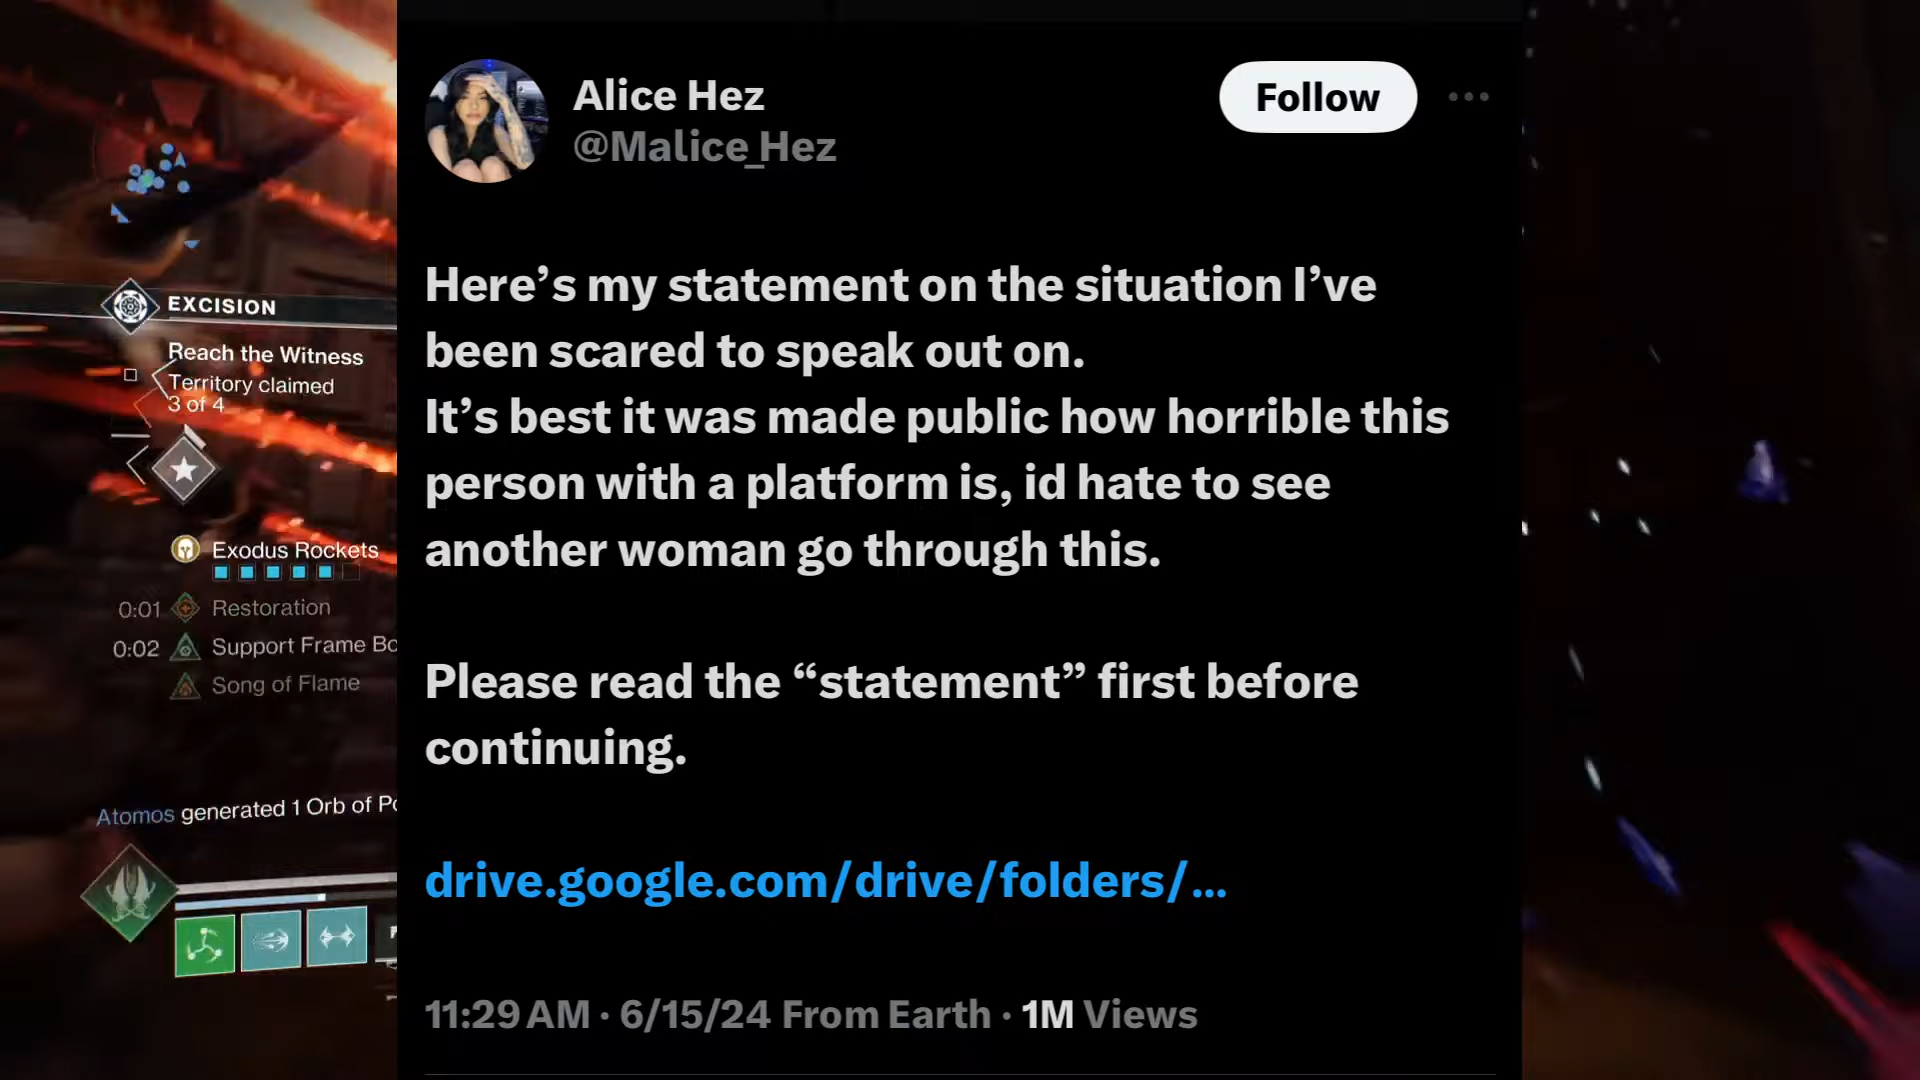 Alice Hez
@Malice_Hez
Follow
Here’s my statement on the situation I’ve
been scared to speak out on.
It’s best it was made public how horrible this
person with a platform is, id hate to see
another woman go through this.
Please read the “statement” first before
continuing.
drive.google.com/drive/folders/...
11:29 AM · 6/15/24 From Earth · 1M Views
EXCISION
Reach the Witness
Territory claimed
3 of 4
Exodus Rockets
0:01 Restoration
0:02 Support Frame Bo
Song of Flame
Atomos generated 1 Orb of Po